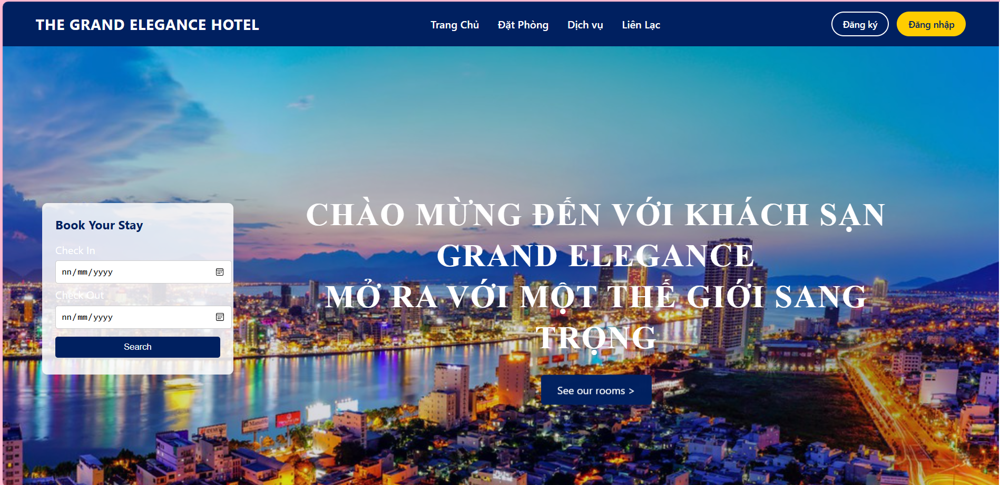 THE GRAND ELEGANCE HOTEL
Trang Chủ Đặt Phòng Dịch vụ Liên Lạc
Đăng ký Đăng nhập
CHÀO MỪNG ĐẾN VỚI KHÁCH SẠN
GRAND ELEGANCE
MỞ RA VỚI MỘT THẾ GIỚI SANG
TRỌNG
See our rooms >
Book Your Stay
Check In
nn/mm/yyyy
Check Out
nn/mm/yyyy
Search